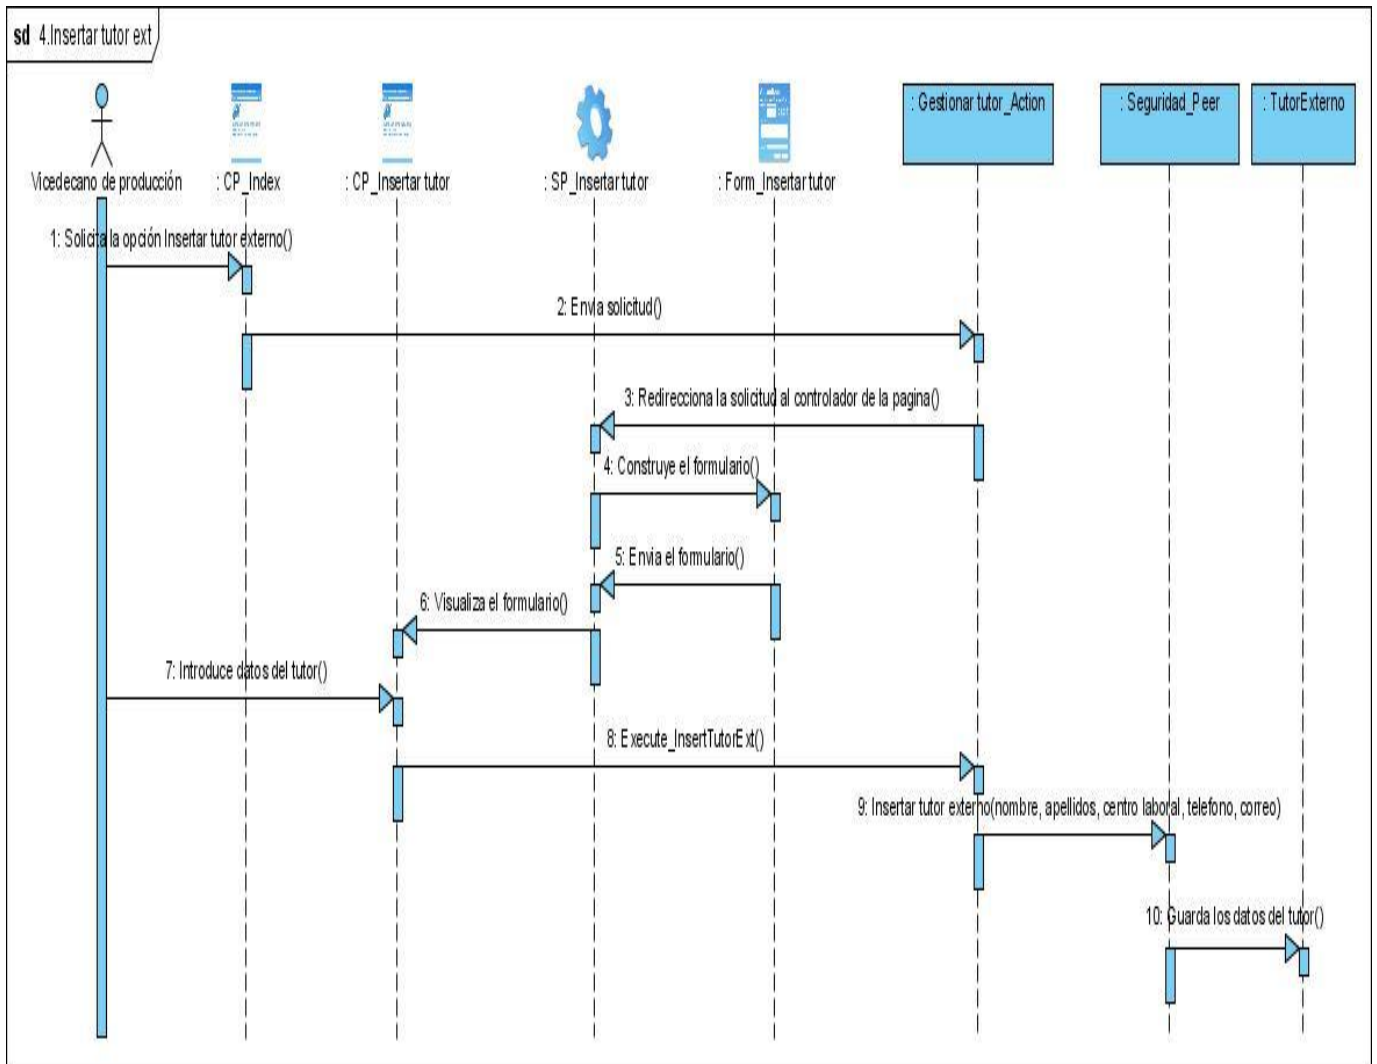 sd 4.Insertar tutor ext
Vicedecano de producción
: CP_Index
: CP_Insertar tutor
: SP_Insertar tutor
: Form_Insertar tutor
: Gestionar tutor_Action
: Seguridad_Peer
: TutorExterno
1: Solicita la opción Insertar tutor externo()
2: Envia solicitud()
3: Redirecciona la solicitud al controlador de la pagina()
4: Construye el formulario()
5: Envia el formulario()
6: Visualiza el formulario()
7: Introduce datos del tutor()
8: Execute_InsertTutorExt()
9: Insertar tutor externo(nombre, apellidos, centro laboral, telefono, correo)
10: Guarda los datos del tutor()